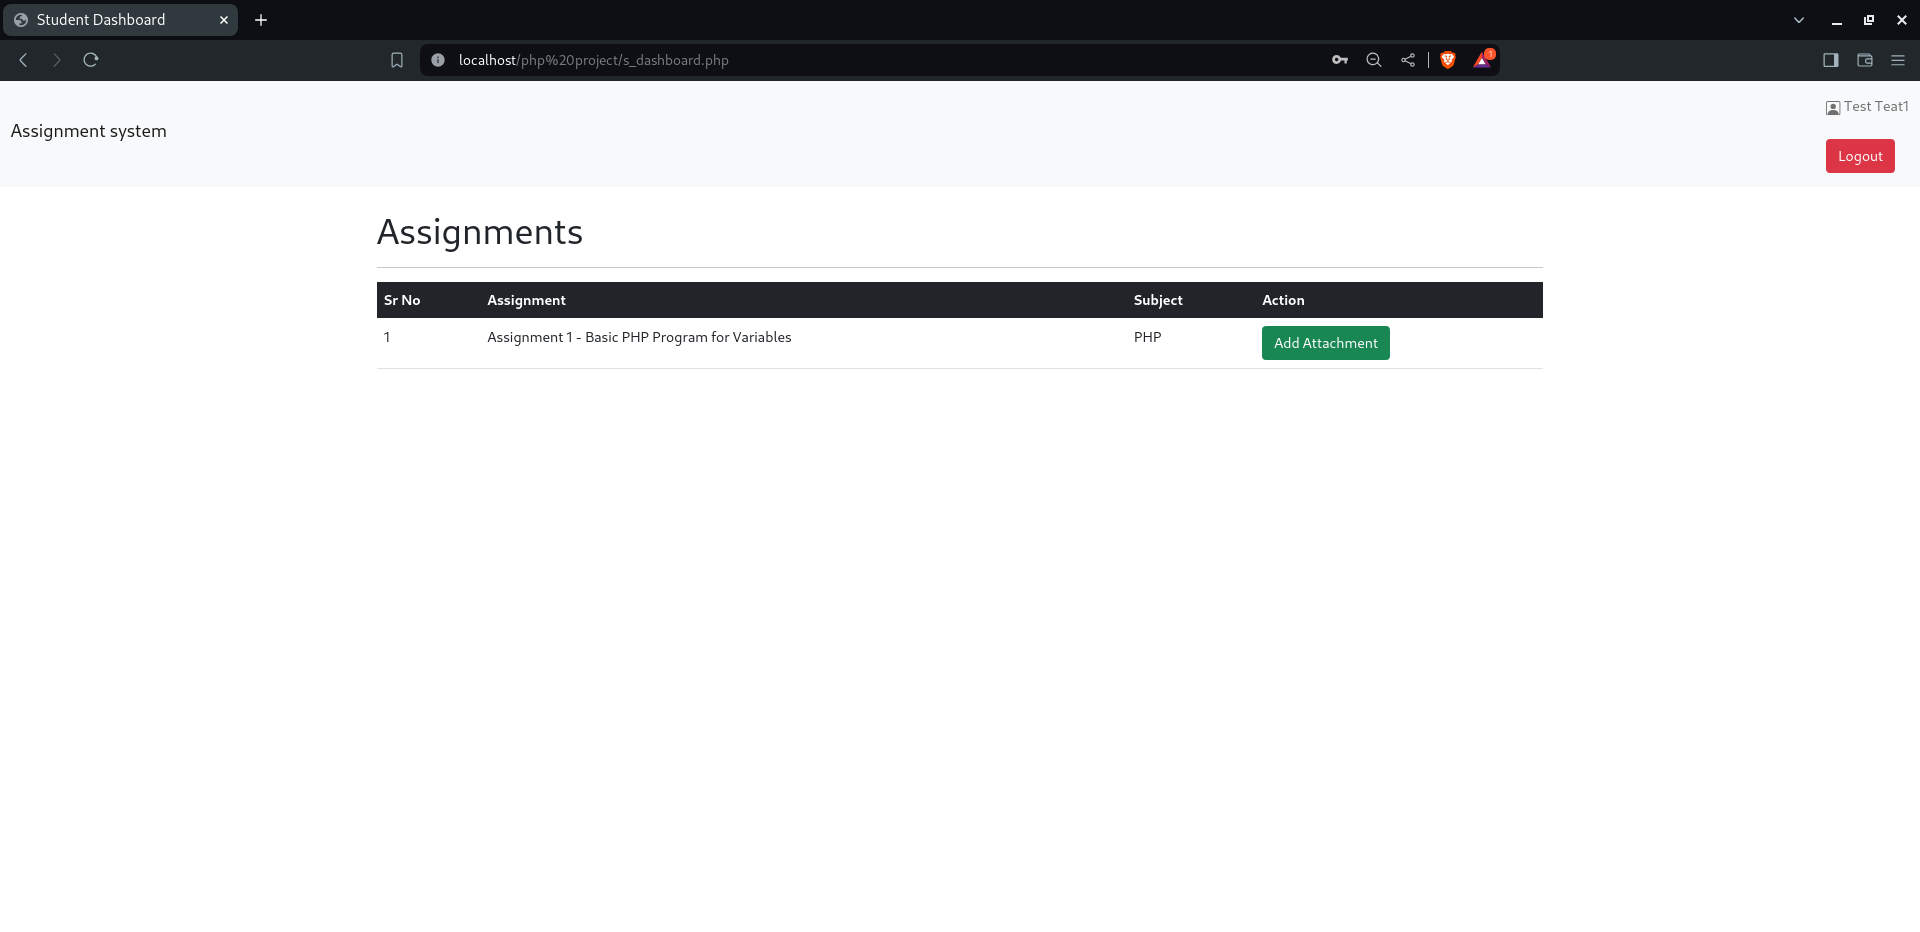 Student Dashboard
localhost/php%20project/s_dashboard.php
1
Test Teat1
Assignment system
Logout
Assignments
Sr No Assignment Subject Action
1 Assignment 1 - Basic PHP Program for Variables PHP Add Attachment